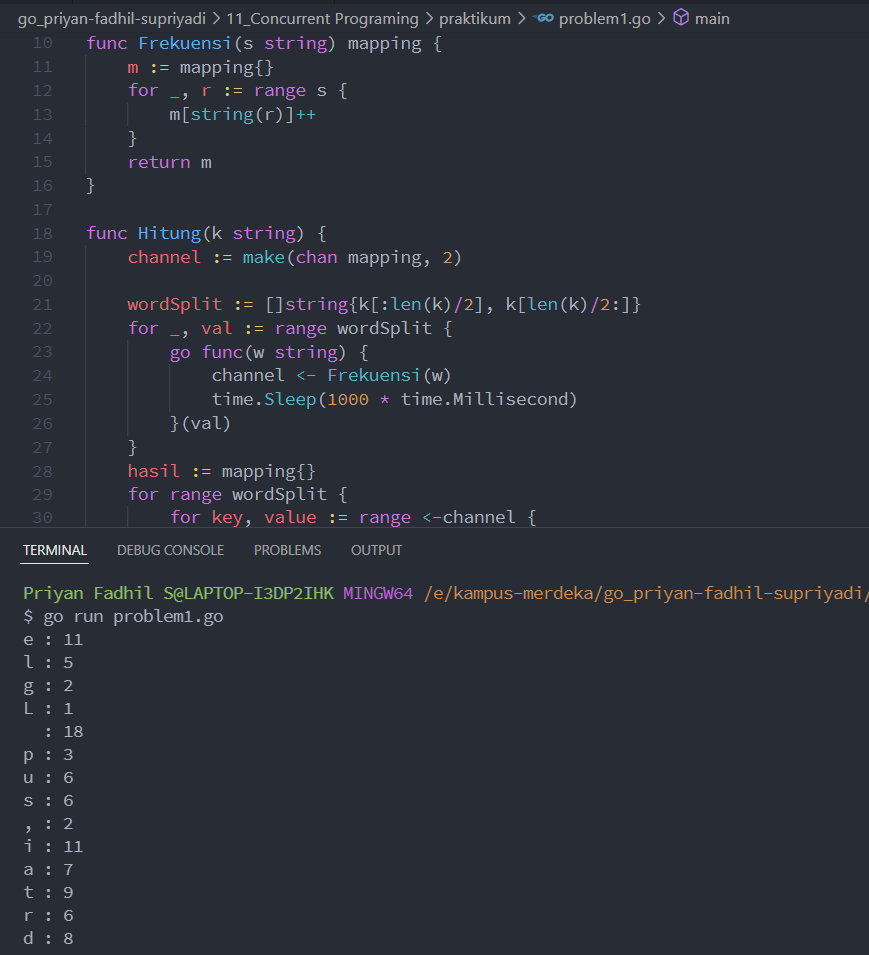 go_priyan-fadhil-supriyadi > 11_Concurrent Programing > praktikum > GO problem1.go > main
10 func Frekuensi(s string) mapping {
11     m := mapping{}
12     for _, r := range s {
13         m[string(r)]++
14     }
15     return m
16 }
17
18 func Hitung(k string) {
19     channel := make(chan mapping, 2)
20
21     wordSplit := []string{k[:len(k)/2], k[len(k)/2:]}
22     for _, val := range wordSplit {
23         go func(w string) {
24             channel <- Frekuensi(w)
25             time.Sleep(1000 * time.Millisecond)
26         }(val)
27     }
28     hasil := mapping{}
29     for range wordSplit {
30         for key, value := range <-channel {
TERMINAL DEBUG CONSOLE PROBLEMS OUTPUT
Priyan Fadhil S@LAPTOP-I3DP2IHK MINGW64 /e/kampus-merdeka/go_priyan-fadhil-supriyadi/
$ go run problem1.go
e : 11
l : 5
g : 2
L : 1
  : 18
p : 3
u : 6
s : 6
, : 2
i : 11
a : 7
t : 9
r : 6
d : 8